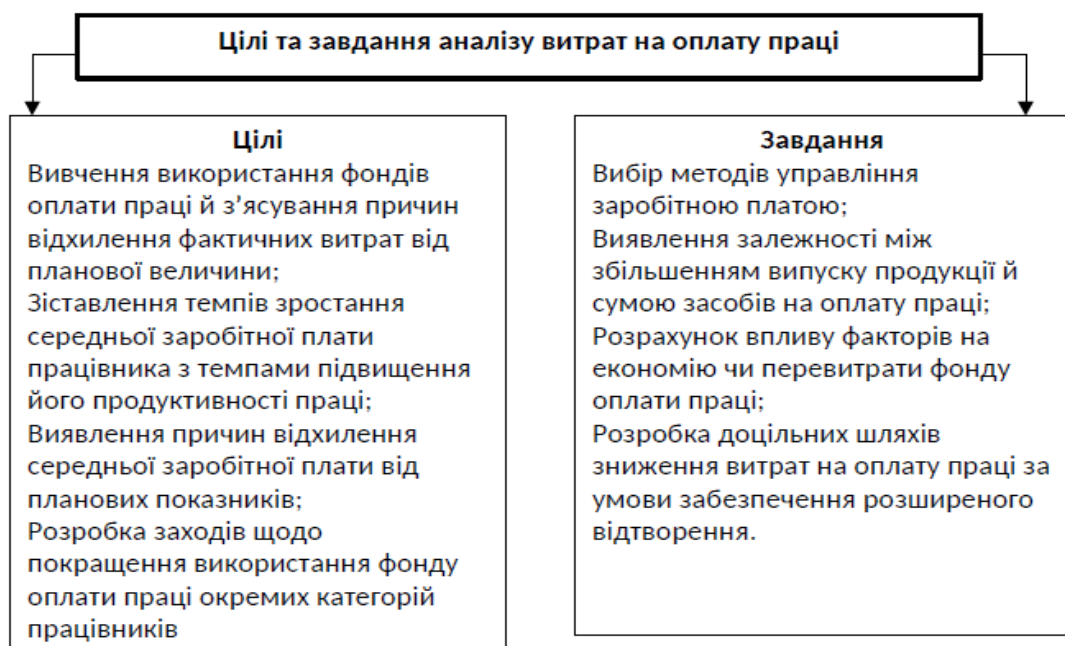 Цілі та завдання аналізу витрат на оплату праці
Цілі
Вивчення використання фондів
оплати праці й з’ясування причин
відхилення фактичних витрат від
планової величини;
Зіставлення темпів зростання
середньої заробітної плати
працівника з темпами підвищення
його продуктивності праці;
Виявлення причин відхилення
середньої заробітної плати від
планових показників;
Розробка заходів щодо
покращення використання фонду
оплати праці окремих категорій
працівників
Завдання
Вибір методів управління
заробітною платою;
Виявлення залежності між
збільшенням випуску продукції й
сумою засобів на оплату праці;
Розрахунок впливу факторів на
економію чи перевитрати фонду
оплати праці;
Розробка доцільних шляхів
зниження витрат на оплату праці за
умови забезпечення розширеного
відтворення.